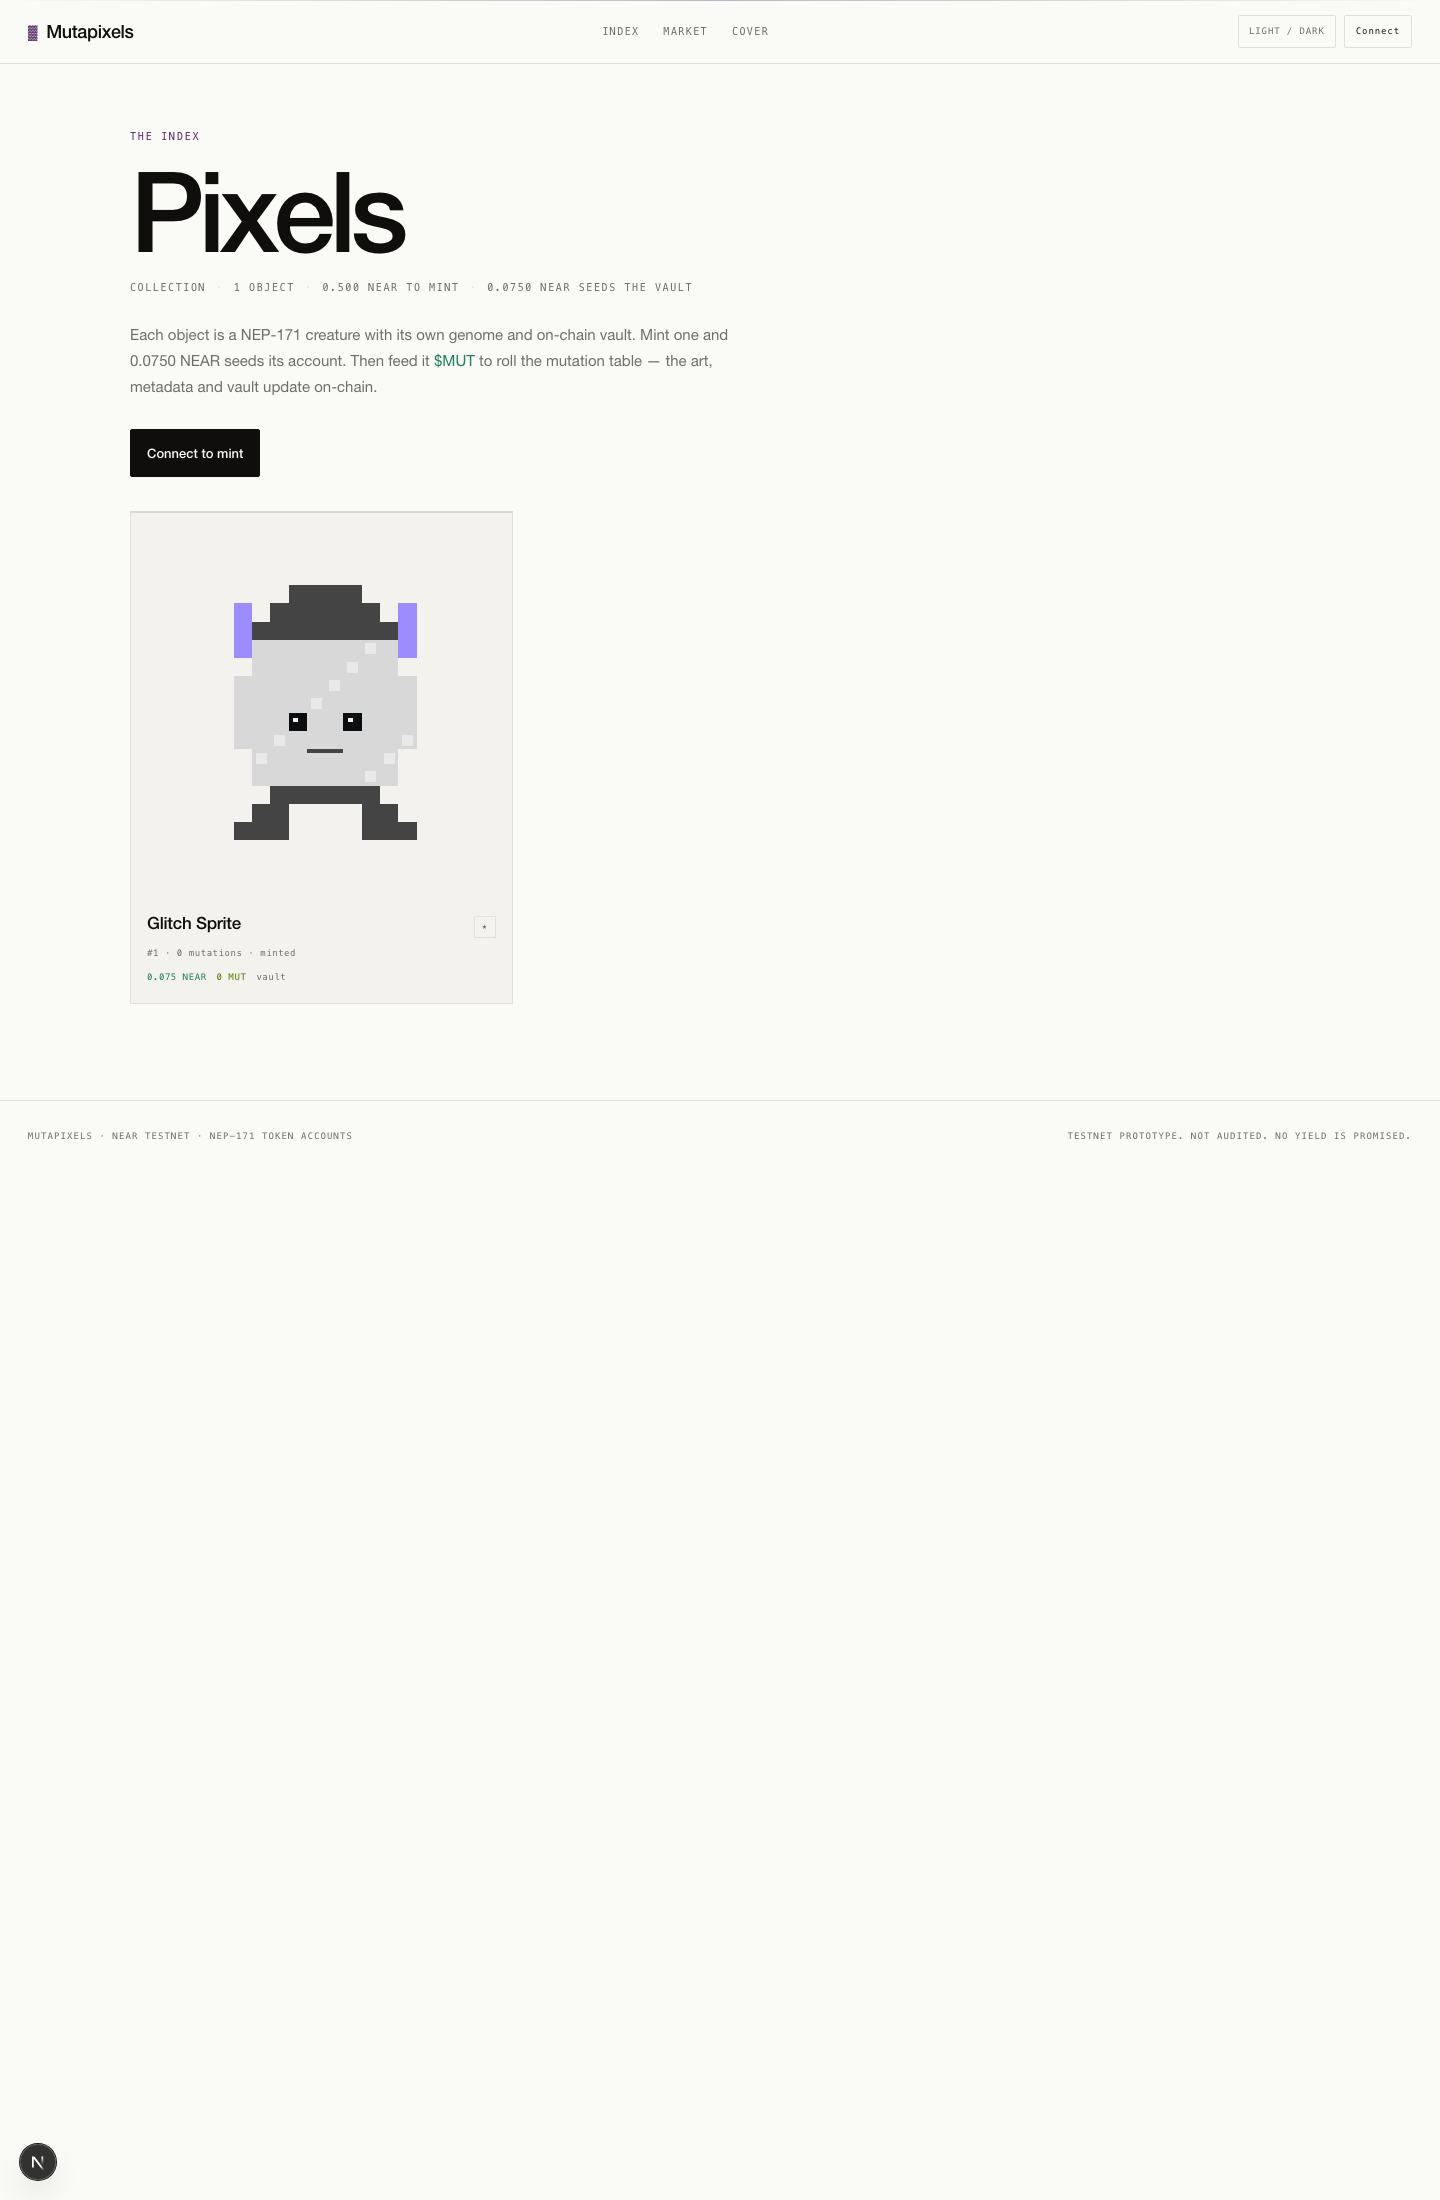 Mutapixels
INDEX MARKET COVER
LIGHT / DARK
Connect
THE INDEX
Pixels
COLLECTION · 1 OBJECT · 0.500 NEAR TO MINT · 0.0750 NEAR SEEDS THE VAULT
Each object is a NEP-171 creature with its own genome and on-chain vault. Mint one and
0.0750 NEAR seeds its account. Then feed it $MUT to roll the mutation table — the art,
metadata and vault update on-chain.
Connect to mint
Glitch Sprite
#1 · 0 mutations · minted
0.075 NEAR 0 MUT vault
MUTAPIXELS · NEAR TESTNET · NEP-171 TOKEN ACCOUNTS
TESTNET PROTOTYPE. NOT AUDITED. NO YIELD IS PROMISED.
N